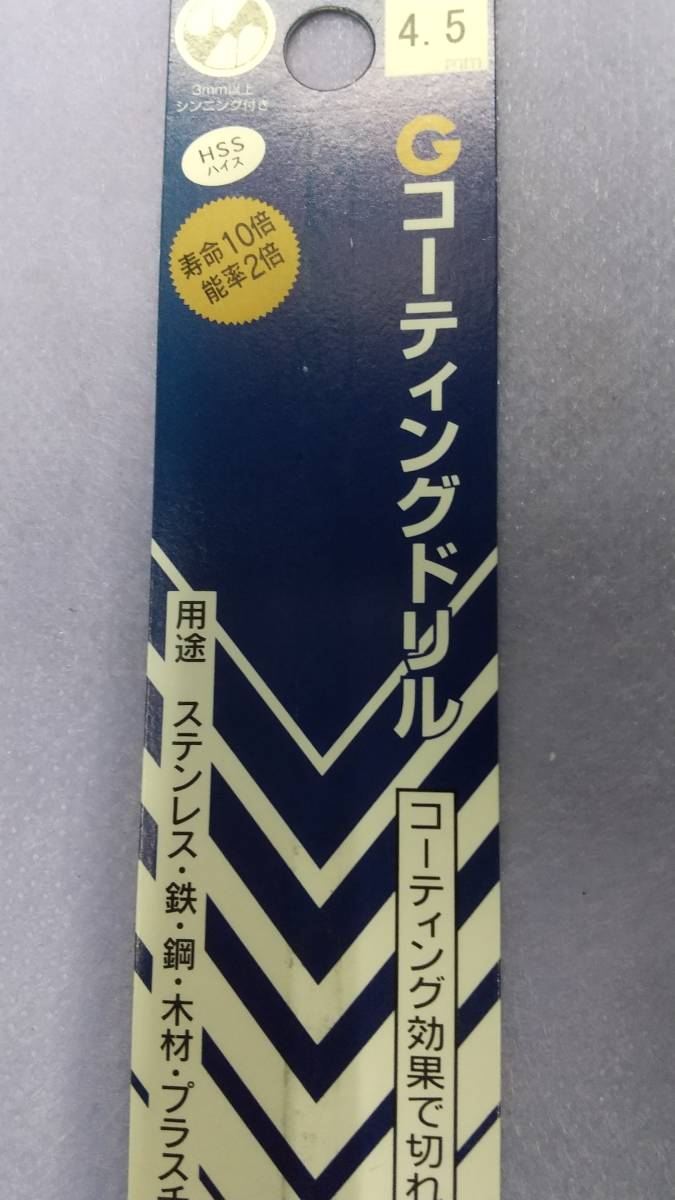 4.5
mm
3mm以上
シンニング付き
HSS
ハイス
寿命10倍
能率2倍
Gコーティングドリル
用途 ステンレス・鉄・鋼・木材・プラスチ
コーティング効果で切れ